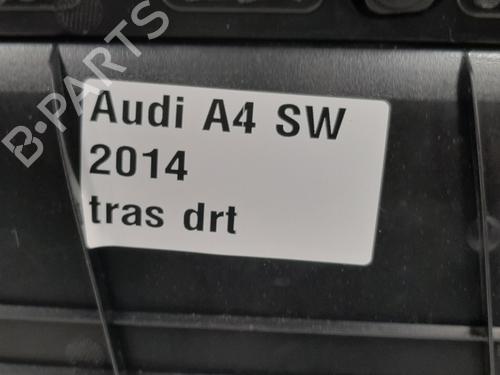 B-PARTS
Audi A4 SW
2014
tras drt